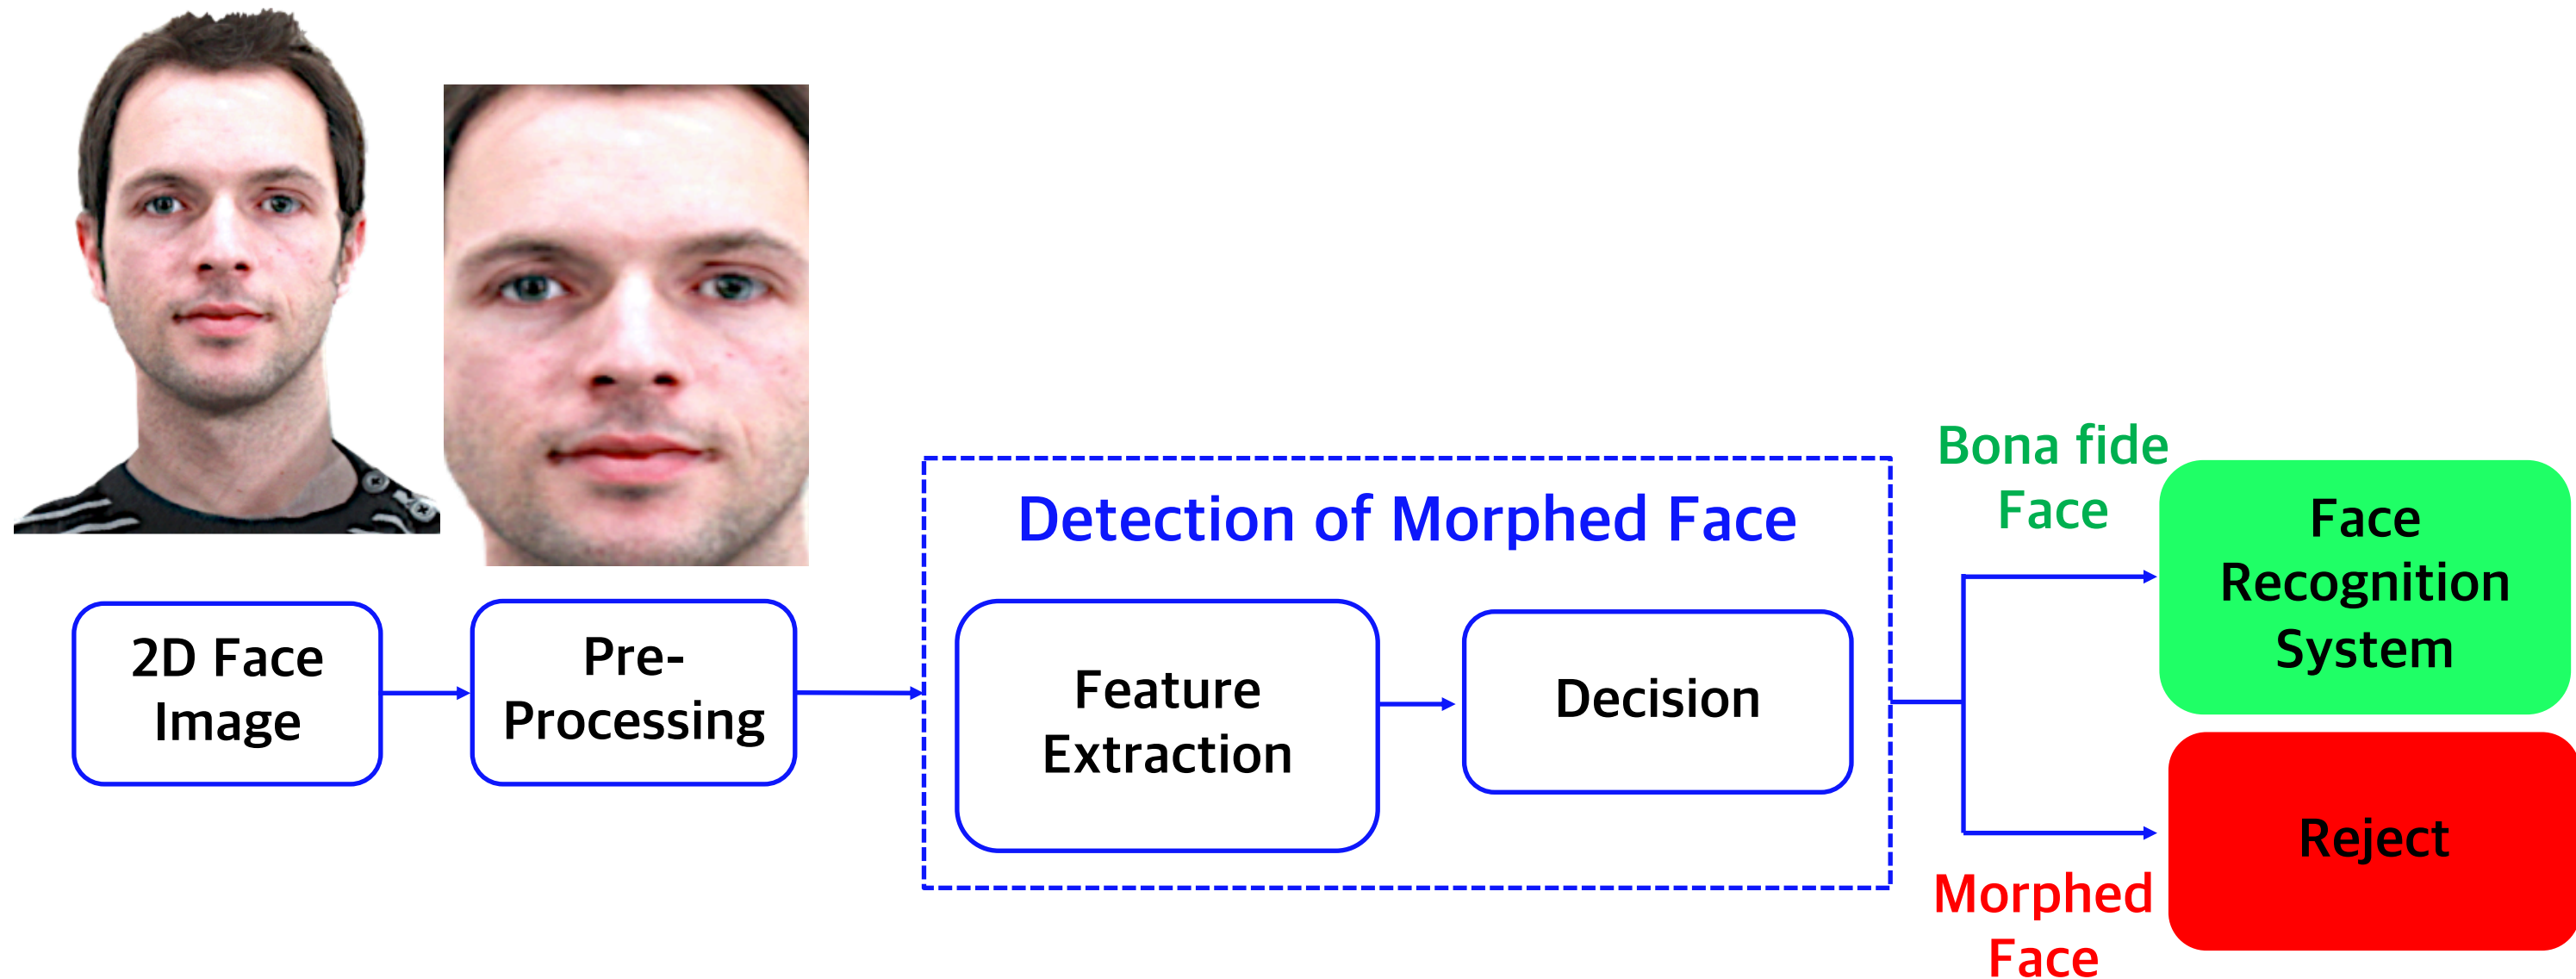 2D Face
Image
Pre-
Processing
Detection of Morphed Face
Feature
Extraction
Decision
Bona fide
Face
Face
Recognition
System
Morphed
Face
Reject